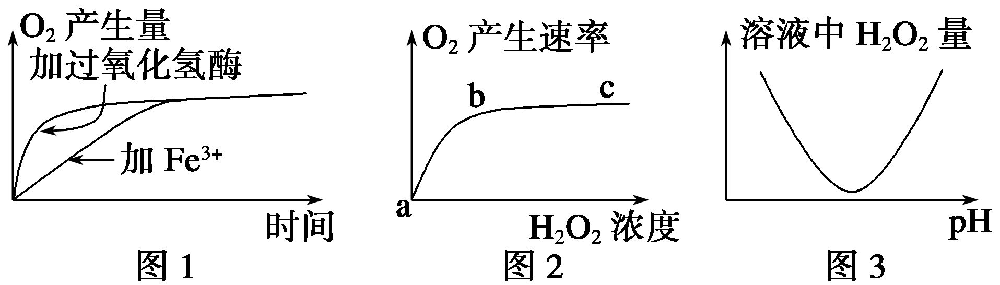 O₂ 产生量
加过氧化氢酶
加 Fe³⁺
时间
图 1
O₂ 产生速率
b
c
a
H₂O₂ 浓度
图 2
溶液中 H₂O₂ 量
pH
图 3